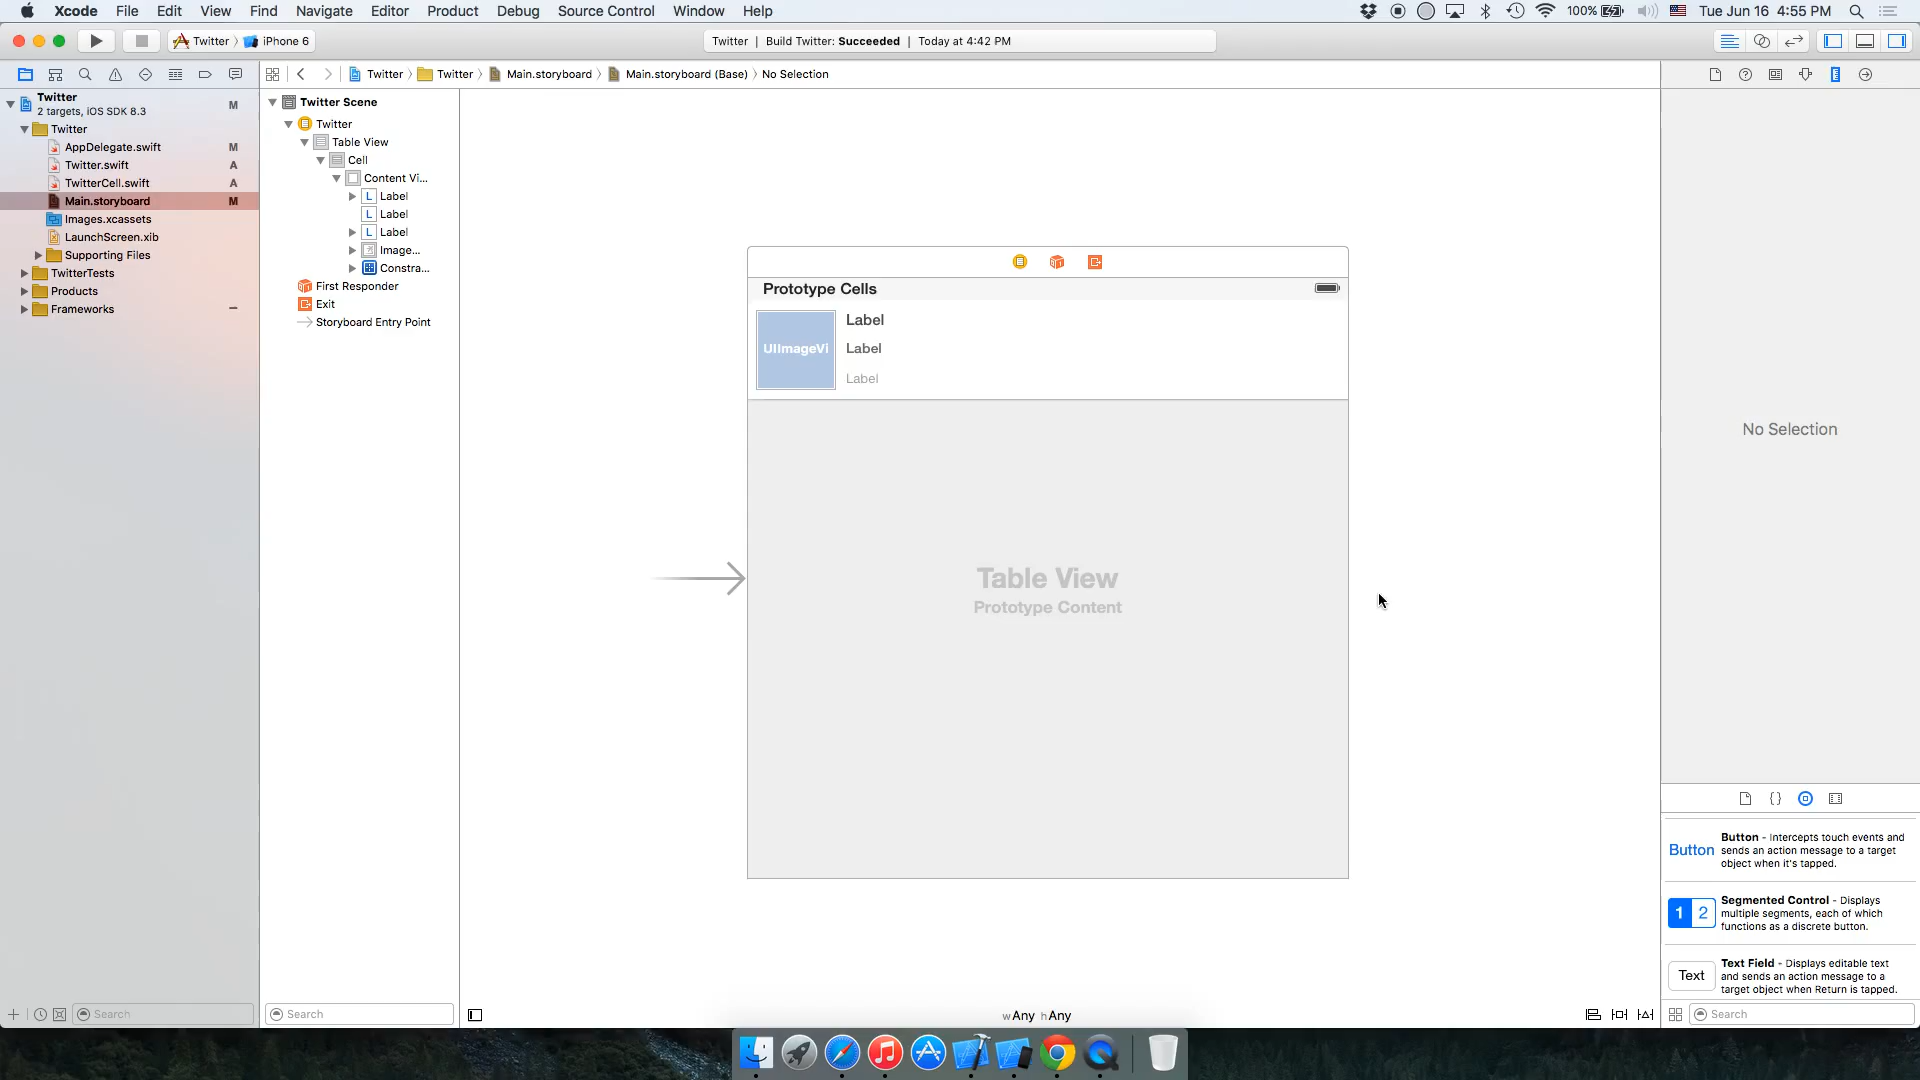 Xcode File Edit View Find Navigate Editor Product Debug Source Control Window Help 100% Tue Jun 16 4:55 PM
Twitter iPhone 6 Twitter | Build Twitter: Succeeded | Today at 4:42 PM
Twitter Twitter Main.storyboard Main.storyboard (Base) No Selection
Twitter M
2 targets, iOS SDK 8.3
Twitter
AppDelegate.swift M
Twitter.swift A
TwitterCell.swift A
Main.storyboard M
Images.xcassets
LaunchScreen.xib
Supporting Files
TwitterTests
Products
Frameworks
Search
Twitter Scene
Twitter
Table View
Cell
Content Vi...
L Label
L Label
L Label
Image...
Constra...
First Responder
Exit
Storyboard Entry Point
Search
Prototype Cells
UIImageVi
Label
Label
Label
Table View
Prototype Content
wAny hAny
No Selection
Button
Button - Intercepts touch events and
sends an action message to a target
object when it's tapped.
1 2
Segmented Control - Displays
multiple segments, each of which
functions as a discrete button.
Text
Text Field - Displays editable text
and sends an action message to a
target object when Return is tapped.
Search